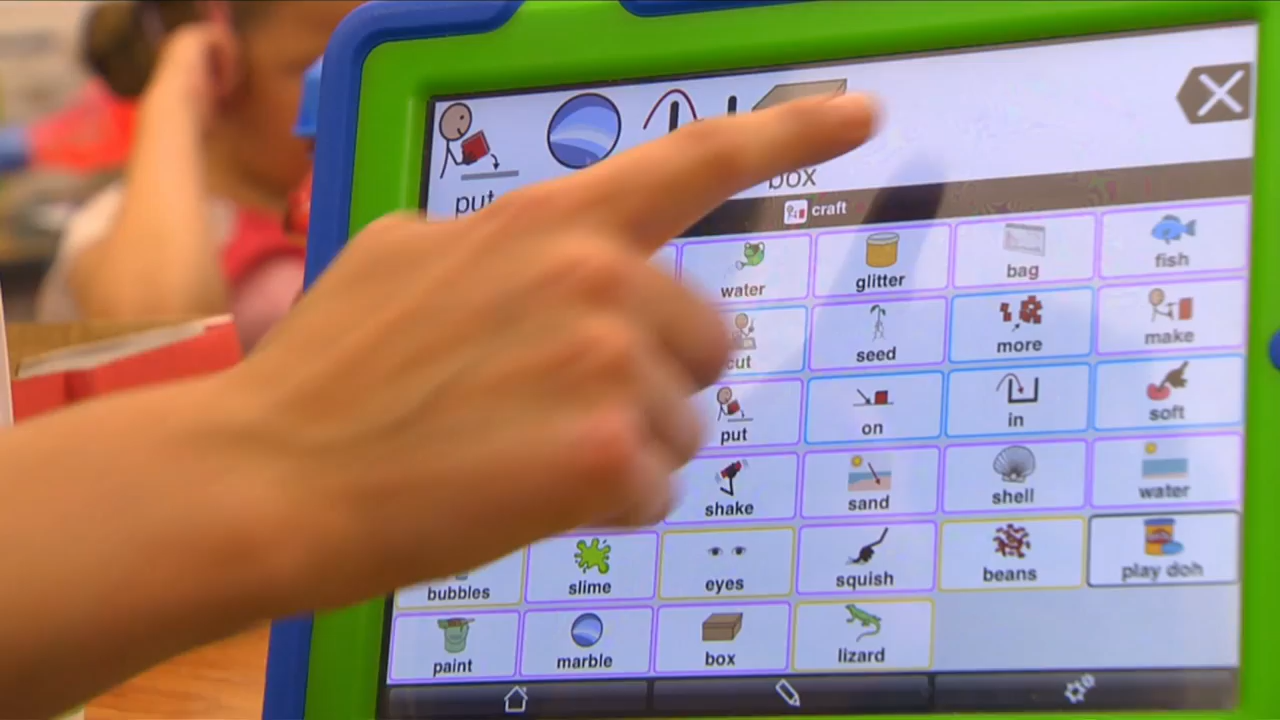 put
box
craft
water glitter bag fish
cut seed more make
put on in soft
shake sand shell water
bubbles slime eyes squish beans play doh
paint marble box lizard